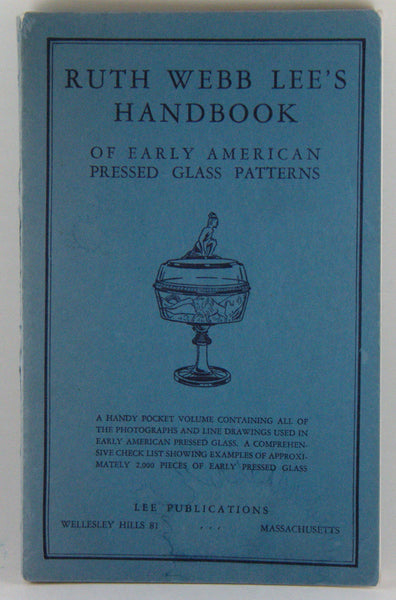 RUTH WEBB LEE'S
HANDBOOK
OF EARLY AMERICAN
PRESSED GLASS PATTERNS
A HANDY POCKET VOLUME CONTAINING ALL OF
THE PHOTOGRAPHS AND LINE DRAWINGS USED IN
EARLY AMERICAN PRESSED GLASS. A COMPREHEN-
SIVE CHECK LIST SHOWING EXAMPLES OF APPROXI-
MATELY 2,000 PIECES OF EARLY PRESSED GLASS
LEE PUBLICATIONS
WELLESLEY HILLS 81 . . . MASSACHUSETTS